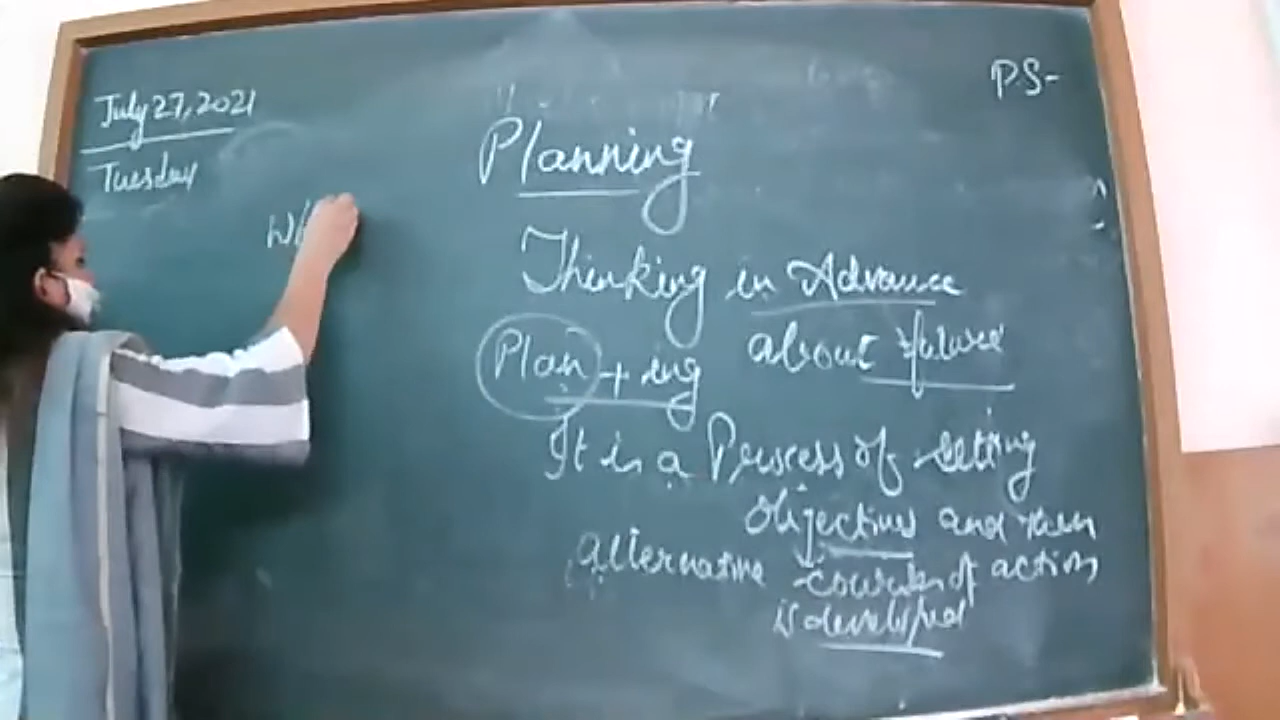 July 27, 2021
Tuesday
P.S-
Planning
Thinking in Advance
about future
Plan + ing
It is a Process of setting
Objectives and then
alternative courses of action
is developed